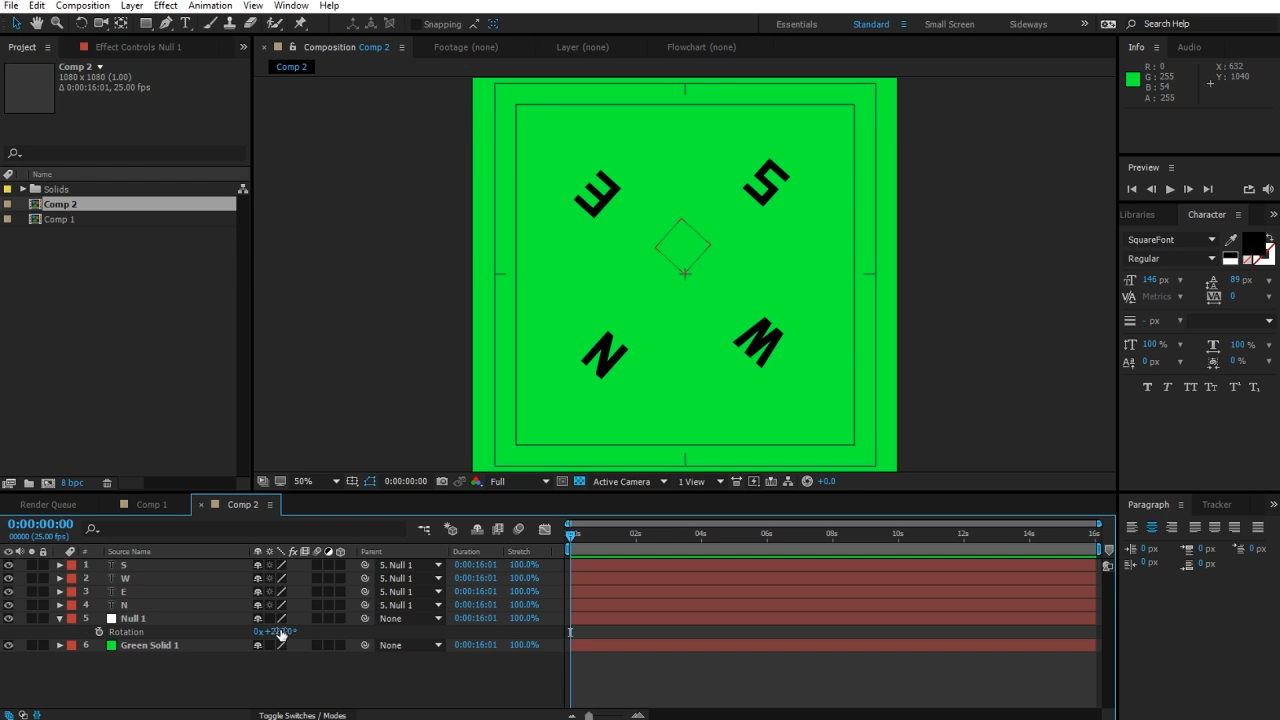 File Edit Composition Layer Effect Animation View Window Help
Snapping Essentials Standard Small Screen Sideways Search Help
Project Effect Controls Null 1 Composition Comp 2 Footage (none) Layer (none) Flowchart (none) Info Audio
Comp 2
1080 x 1080 (1.00)
Δ 0:00:16:01, 25.00 fps
Comp 2
R: 0
G: 255
B: 54
A: 255
X: 632
Y: 1040
Name
Solids
Comp 2
Comp 1
E S
N W
Preview
Libraries Character
SquareFont
Regular
146 px 89 px
Metrics 0
- px
100 % 100 %
0 px 0 %
T T TT Tt T¹ T₁
8 bpc 50% 0:00:00:00 Full Active Camera 1 View +0.0
Render Queue Comp 1 Comp 2
Paragraph Tracker
0:00:00:00
00000 (25.00 fps)
# Source Name Parent Duration Stretch
02s 04s 06s 08s 10s 12s 14s 16s
1 T S 5. Null 1 0:00:16:01 100.0%
2 T W 5. Null 1 0:00:16:01 100.0%
3 T E 5. Null 1 0:00:16:01 100.0%
4 T N 5. Null 1 0:00:16:01 100.0%
5 Null 1 None 0:00:16:01 100.0%
Rotation
6 Green Solid 1 None 0:00:16:01 100.0%
0 px 0 px 0 px
0 px 0 px
Toggle Switches / Modes